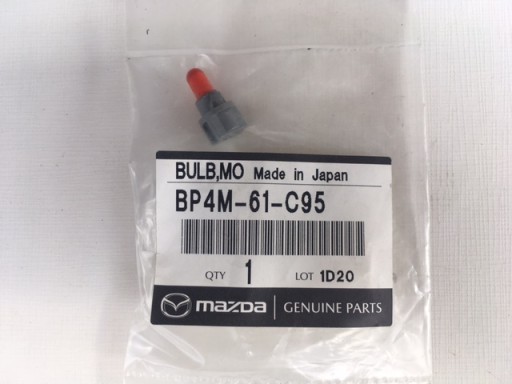 BULB,MO Made in Japan
BP4M-61-C95
QTY 1 LOT 1D20
mazda GENUINE PARTS